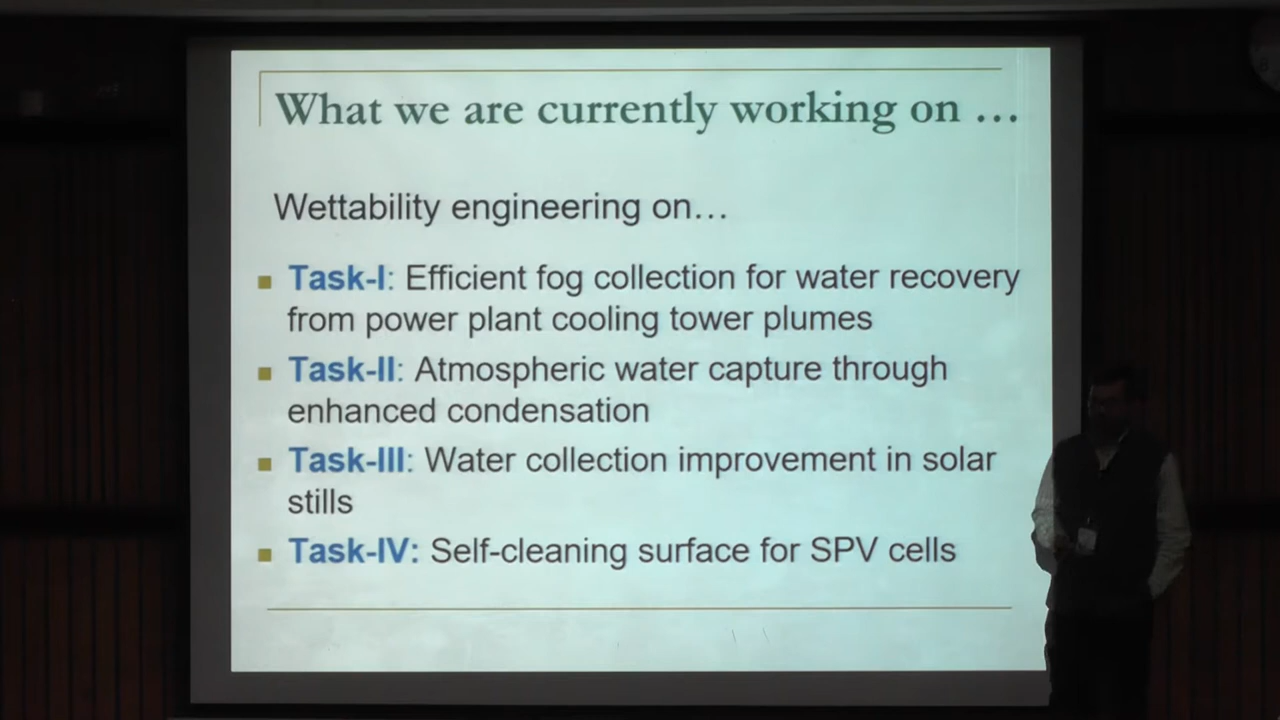 What we are currently working on ...
Wettability engineering on...
Task-I: Efficient fog collection for water recovery
from power plant cooling tower plumes
Task-II: Atmospheric water capture through
enhanced condensation
Task-III: Water collection improvement in solar
stills
Task-IV: Self-cleaning surface for SPV cells